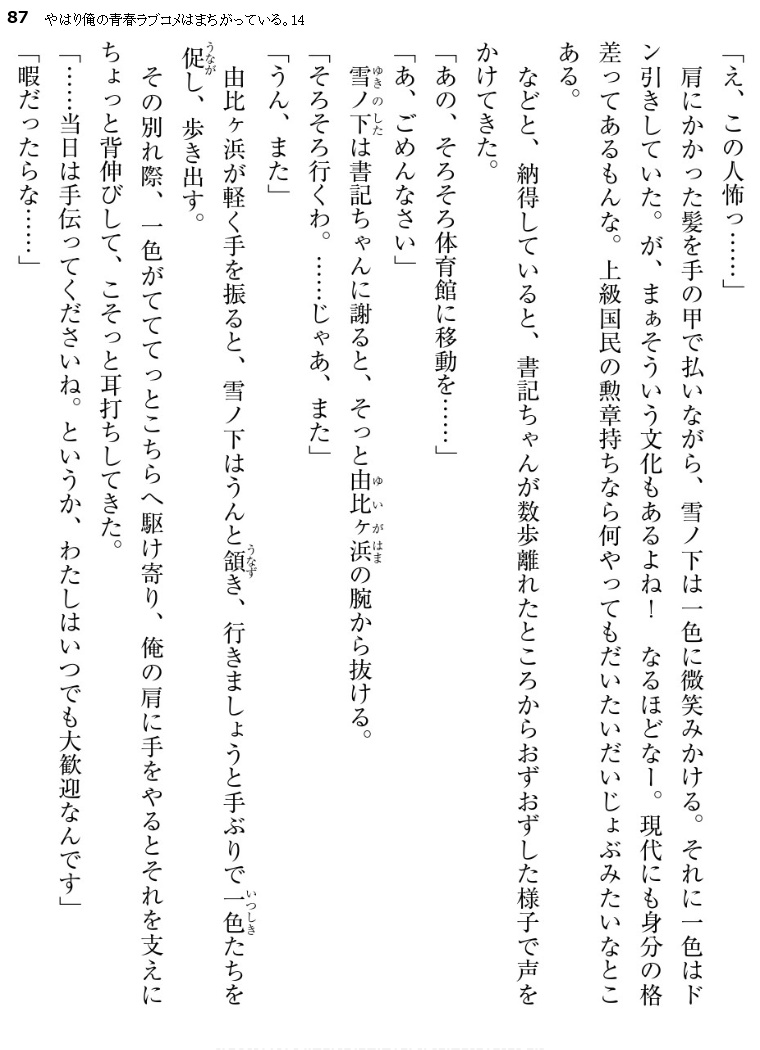 87 やはり俺の青春ラブコメはまちがっている。14
「え、この人怖っ……」
肩にかかった髪を手の甲で払いながら、雪ノ下は一色に微笑みかける。それに一色はド
ン引きしていた。が、まぁそういう文化もあるよね！　なるほどなー。現代にも身分の格
差ってあるもんな。上級国民の勲章持ちなら何やってもだいたいだいじょぶみたいなとこ
ある。
などと、納得していると、書記ちゃんが数歩離れたところからおずおずした様子で声を
かけてきた。
「あの、そろそろ体育館に移動を……」
「あ、ごめんなさい」
雪ノ下は書記ちゃんに謝ると、そっと由比ヶ浜の腕から抜ける。
「そろそろ行くわ。……じゃあ、また」
「うん、また」
由比ヶ浜が軽く手を振ると、雪ノ下はうんと頷き、行きましょうと手ぶりで一色たちを
促し、歩き出す。
その別れ際、一色がてててっとこちらへ駆け寄り、俺の肩に手をやるとそれを支えに
ちょっと背伸びして、こそっと耳打ちしてきた。
「……当日は手伝ってくださいね。というか、わたしはいつでも大歓迎なんです」
「暇だったらな……」